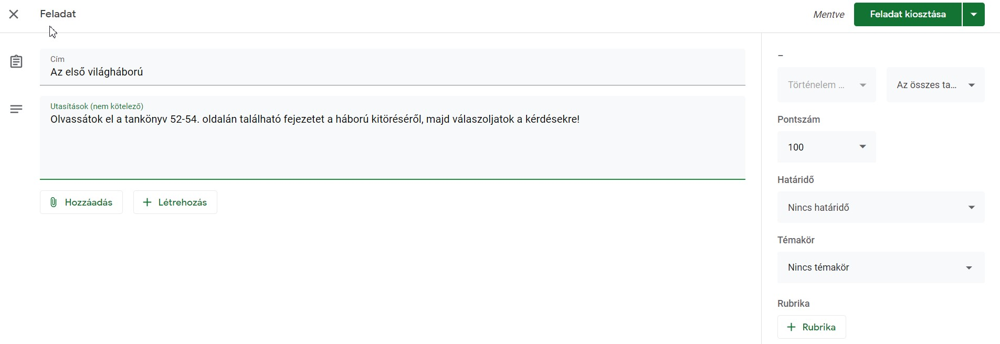 Feladat
Mentve
Feladat kiosztása
Cím
Az első világháború
Utasítások (nem kötelező)
Olvassátok el a tankönyv 52-54. oldalán található fejezetet a háború kitöréséről, majd válaszoljatok a kérdésekre!
Hozzáadás
Létrehozás
–
Történelem ...
Az összes ta...
Pontszám
100
Határidő
Nincs határidő
Témakör
Nincs témakör
Rubrika
Rubrika